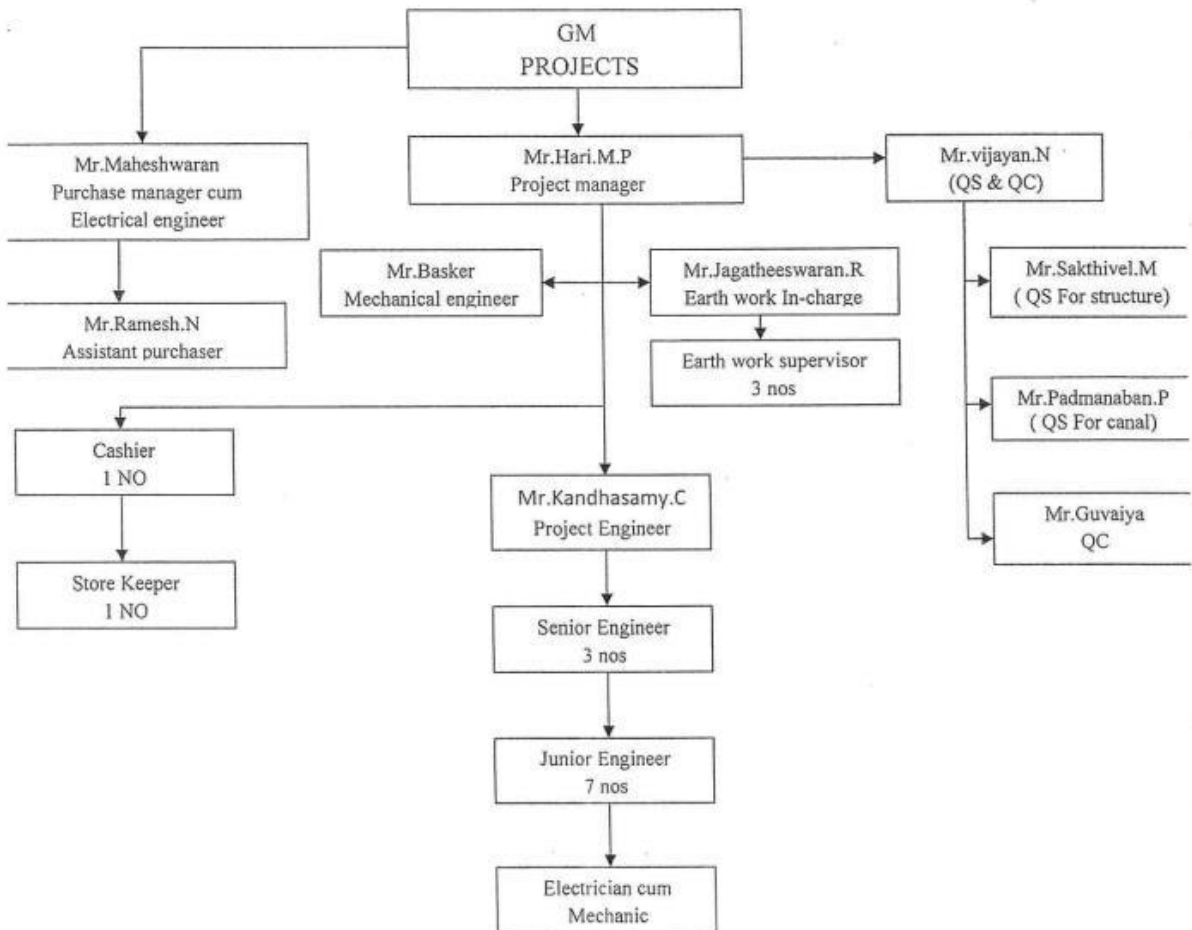 GM
PROJECTS
Mr.Maheshwaran
Purchase manager cum
Electrical engineer
Mr.Hari.M.P
Project manager
Mr.vijayan.N
(QS & QC)
Mr.Basker
Mechanical engineer
Mr.Jagatheeswaran.R
Earth work In-charge
Mr.Sakthivel.M
( QS For structure)
Mr.Ramesh.N
Assistant purchaser
Earth work supervisor
3 nos
Mr.Padmanaban.P
( QS For canal)
Cashier
1 NO
Mr.Kandhasamy.C
Project Engineer
Mr.Guvaiya
QC
Store Keeper
1 NO
Senior Engineer
3 nos
Junior Engineer
7 nos
Electrician cum
Mechanic